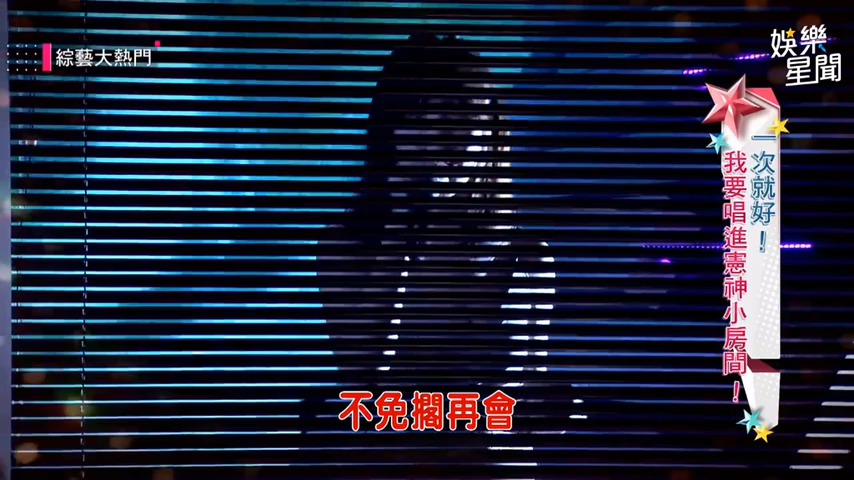 綜藝大熱門
娛樂
星聞
一次就好！
我要唱進憲神小房間！
不免擱再會